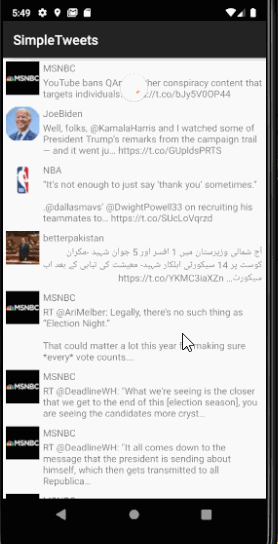 5:49
SimpleTweets
MSNBC
MSNBC
YouTube bans QAn her conspiracy content that
targets individuals. ://t.co/bJy5V0OP44
JoeBiden
Well, folks, @KamalaHarris and I watched some of
President Trump's remarks from the campaign trail
— and it went ju… https://t.co/GUpldsPRTS
NBA
"It's not enough to just say 'thank you' sometimes."
.@dallasmavs' @DwightPowell33 on recruiting his
teammates to… https://t.co/SUcLoVqrzd
betterpakistan
آج شمالی وزیرستان میں 1 افسر اور 5 جوان شہید -مکران
کوسٹ پر 14 سیکورٹی اہلکار شہید- معیشت کی تباہی کے بعد اب
سیکورٹی… https://t.co/YKMC3iaXZn
MSNBC
MSNBC
RT @AriMelber: Legally, there's no such thing as
"Election Night."
That could matter a lot this year f making sure
*every* vote counts…
MSNBC
MSNBC
RT @DeadlineWH: "What we're seeing is the closer
that we get to the end of this [election season], you
are seeing the candidates more cryst…
MSNBC
MSNBC
RT @DeadlineWH: "It all comes down to the
message that the president is sending about
himself, which then gets transmitted to all
Republica…
MSNBC